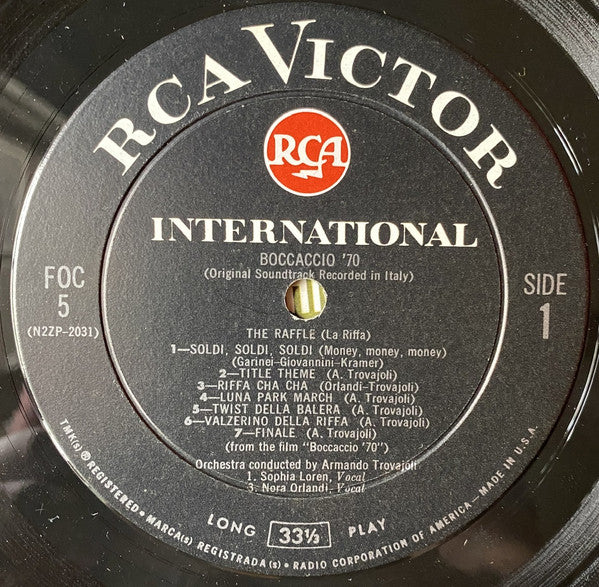 RCA VICTOR
RCA
INTERNATIONAL
BOCCACCIO '70
(Original Soundtrack Recorded in Italy)
FOC
5
(N2ZP-2031)
SIDE
1
THE RAFFLE (La Riffa)
1—SOLDI, SOLDI, SOLDI (Money, money, money)
(Garinei-Giovannini-Kramer)
2—TITLE THEME (A. Trovajoli)
3—RIFFA CHA CHA (Orlandi-Trovajoli)
4—LUNA PARK MARCH (A. Trovajoli)
5—TWIST DELLA BALERA (A. Trovajoli)
6—VALZERINO DELLA RIFFA (A. Trovajoli)
7—FINALE (A. Trovajoli)
(from the film "Boccaccio '70")
Orchestra conducted by Armando Trovajoli
1. Sophia Loren, Vocal
3. Nora Orlandi, Vocal
LONG 33⅓ PLAY
TMK(s) ® REGISTERED • MARCA(s) REGISTRADA(s) • RADIO CORPORATION OF AMERICA—MADE IN U.S.A.